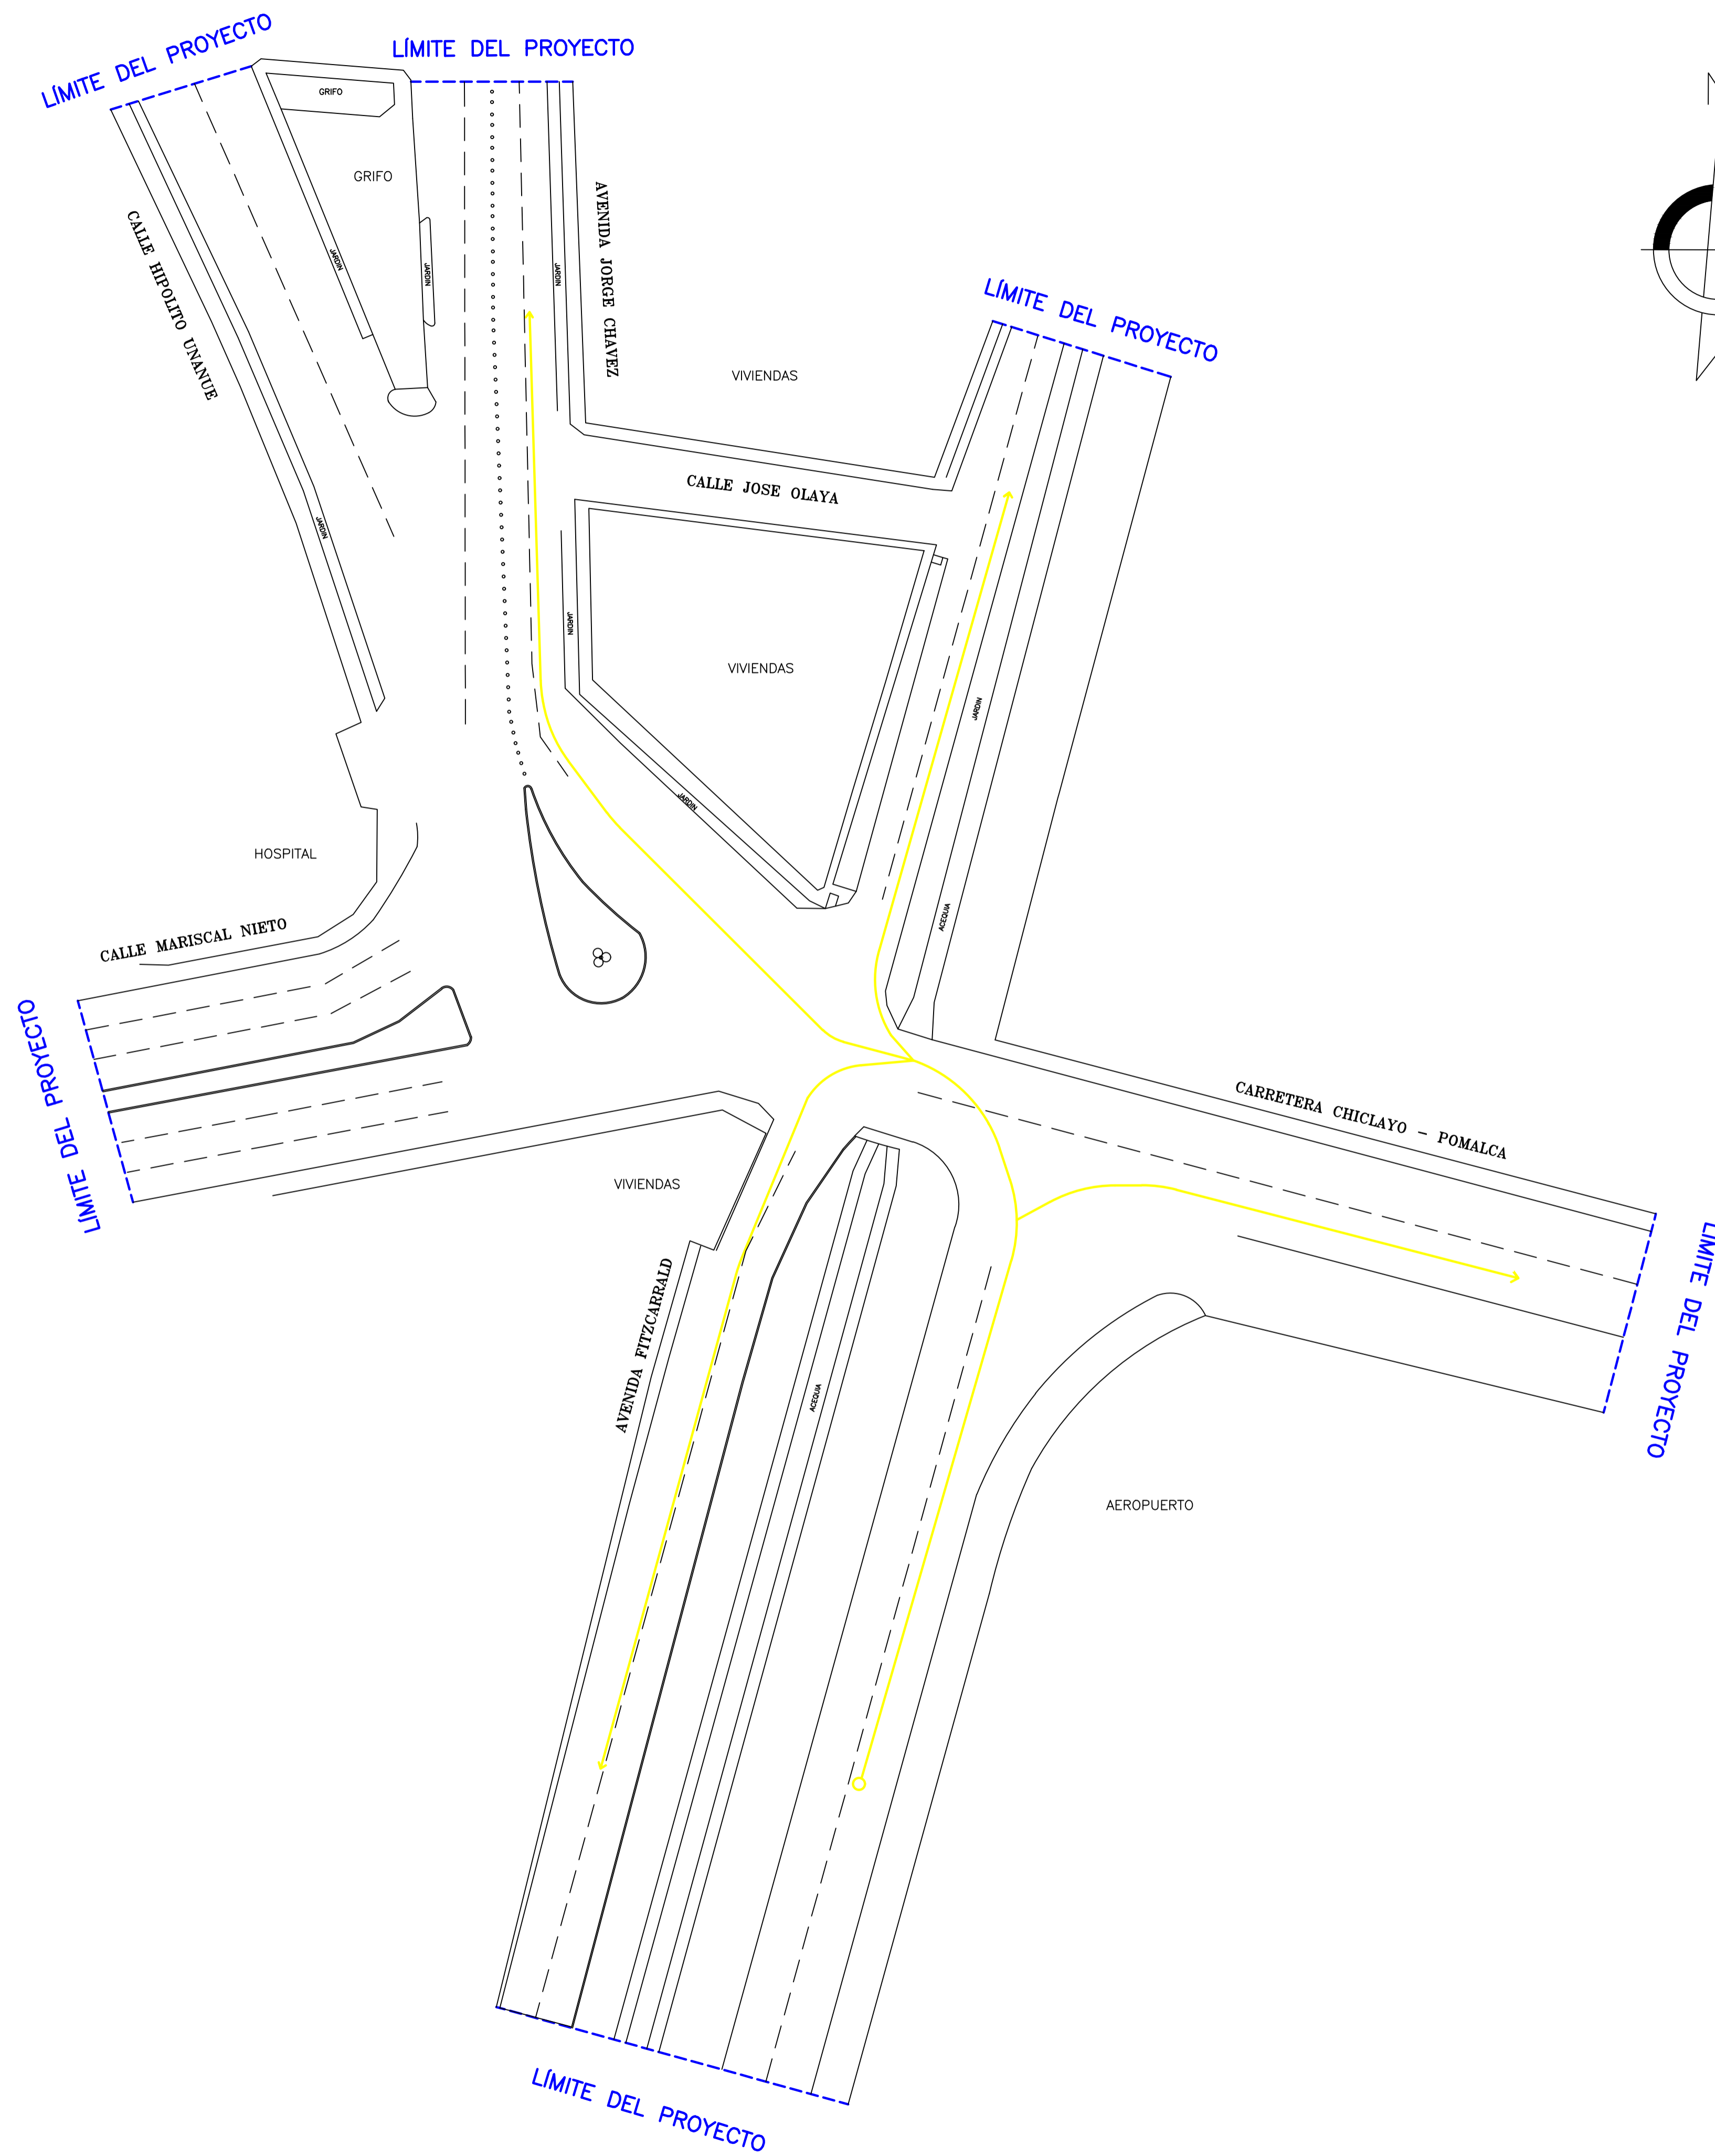 LÍMITE DEL PROYECTO
LÍMITE DEL PROYECTO
GRIFO
GRIFO
CALLE HIPOLITO UNANUE
JARDIN
JARDIN
JARDIN
AVENIDA JORGE CHAVEZ
LÍMITE DEL PROYECTO
VIVIENDAS
CALLE JOSE OLAYA
JARDIN
JARDIN
VIVIENDAS
JARDIN
JARDIN
HOSPITAL
ACEQUIA
CALLE MARISCAL NIETO
LÍMITE DEL PROYECTO
CARRETERA CHICLAYO - POMALCA
VIVIENDAS
LÍMITE DEL PROYECTO
AVENIDA FITZCARRALD
ACEQUIA
AEROPUERTO
LÍMITE DEL PROYECTO